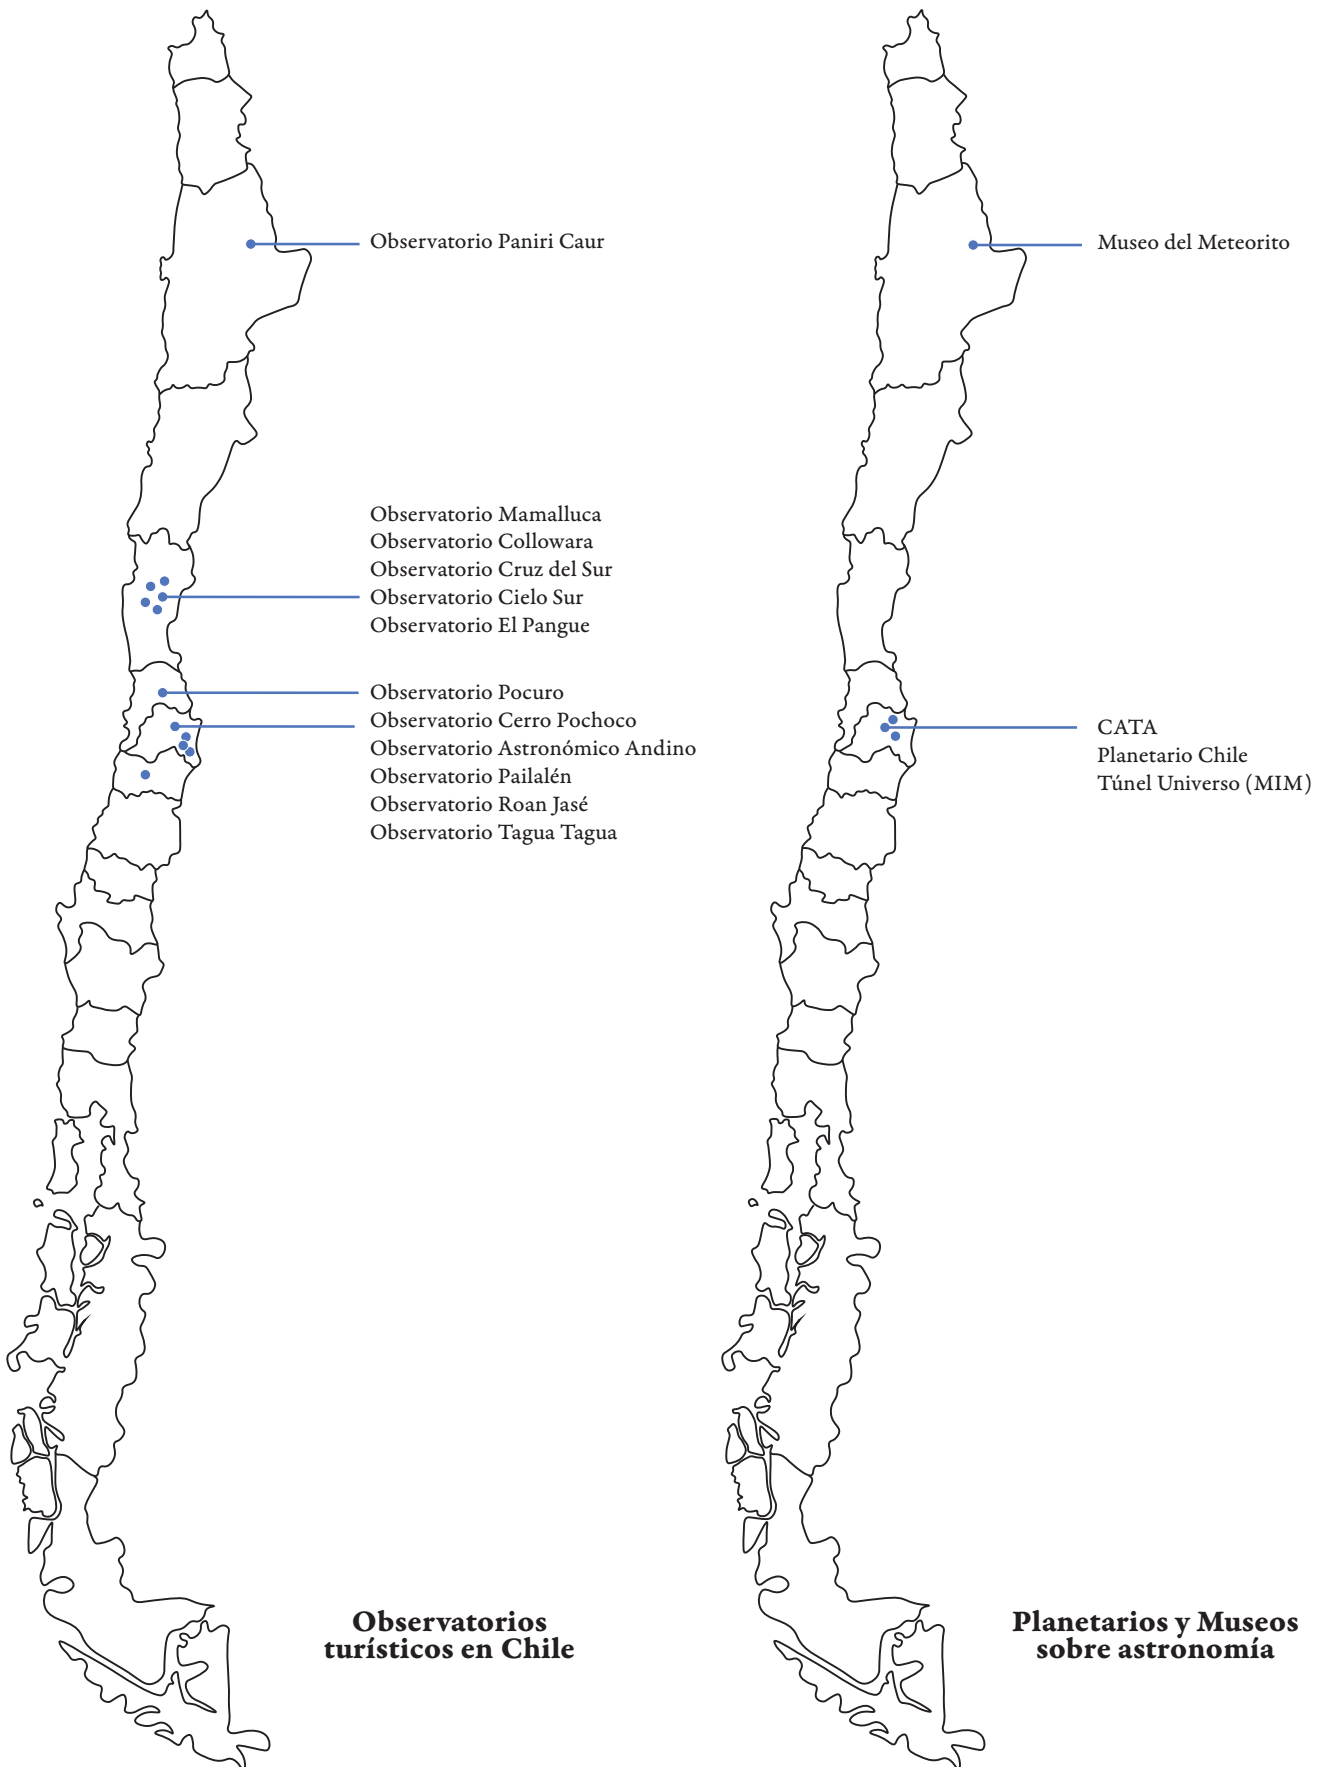 Observatorio Paniri Caur
Observatorio Mamalluca
Observatorio Collowara
Observatorio Cruz del Sur
Observatorio Cielo Sur
Observatorio El Pangue
Observatorio Pocuro
Observatorio Cerro Pochoco
Observatorio Astronómico Andino
Observatorio Pailalén
Observatorio Roan Jasé
Observatorio Tagua Tagua
Observatorios
turísticos en Chile
Museo del Meteorito
CATA
Planetario Chile
Túnel Universo (MIM)
Planetarios y Museos
sobre astronomía